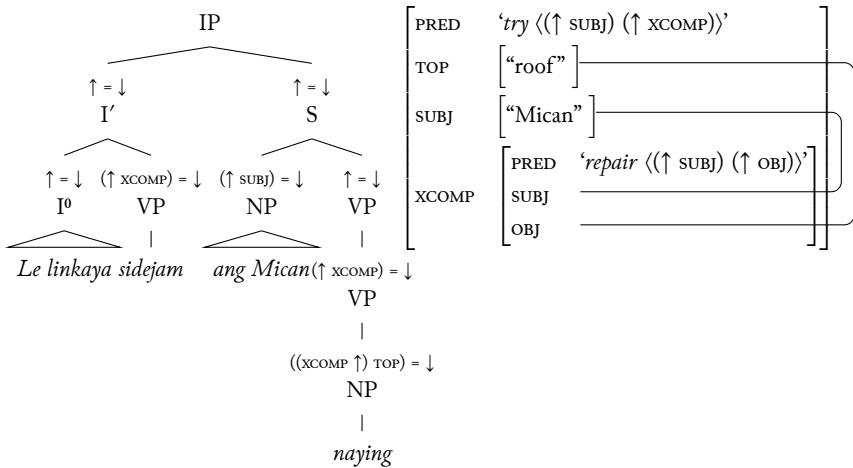 IP
↑ = ↓ ↑ = ↓
I′ S
↑ = ↓ (↑ XCOMP) = ↓ (↑ SUBJ) = ↓ ↑ = ↓
I⁰ VP NP VP
Le linkaya sidejam ang Mican (↑ XCOMP) = ↓
VP
((XCOMP ↑) TOP) = ↓
NP
naying
PRED ‘try ⟨(↑ SUBJ) (↑ XCOMP)⟩’
TOP [“roof”]
SUBJ [“Mican”]
XCOMP
PRED ‘repair ⟨(↑ SUBJ) (↑ OBJ)⟩’
SUBJ
OBJ